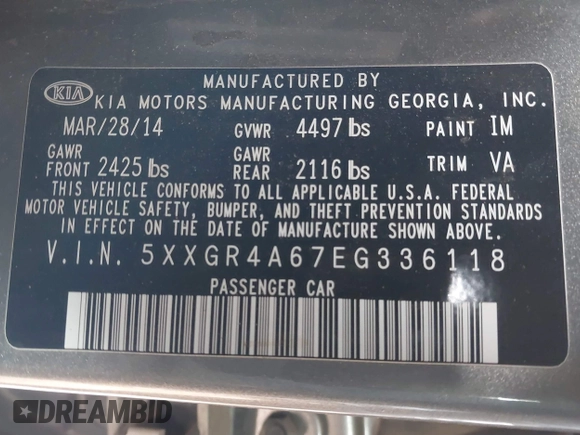 MANUFACTURED BY
KIA KIA MOTORS MANUFACTURING GEORGIA, INC.
MAR/28/14 GVWR 4497 lbs PAINT IM
GAWR FRONT 2425 lbs GAWR REAR 2116 lbs TRIM VA
THIS VEHICLE CONFORMS TO ALL APPLICABLE U.S.A. FEDERAL
MOTOR VEHICLE SAFETY, BUMPER, AND THEFT PREVENTION STANDARDS
IN EFFECT ON THE DATE OF MANUFACTURE SHOWN ABOVE.
V.I.N. 5XXGR4A67EG336118
PASSENGER CAR
DREAMBID